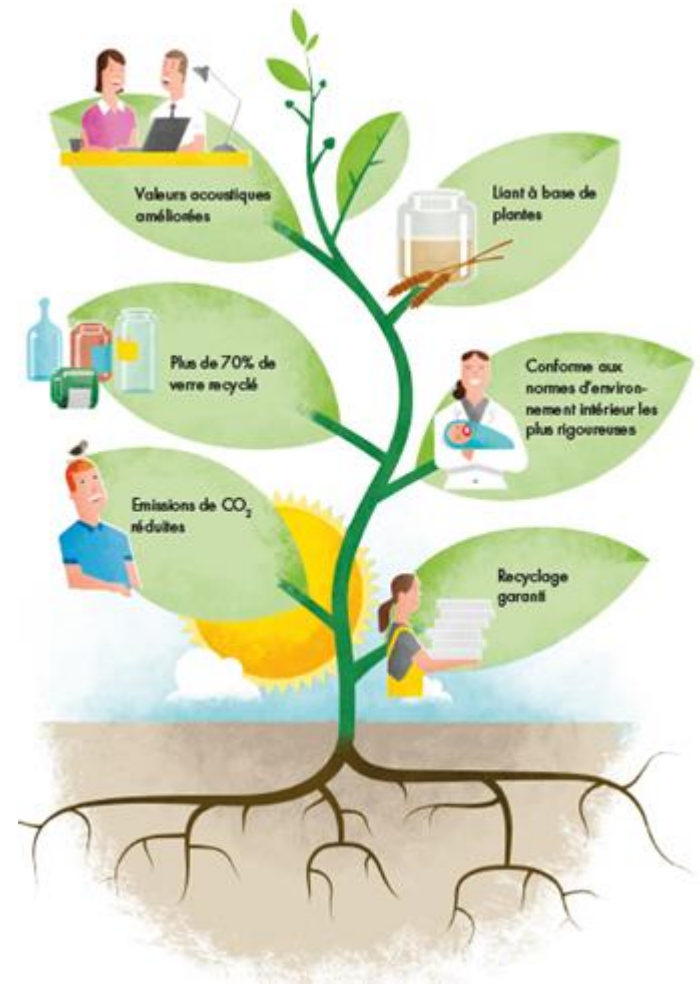 Valeurs acoustiques
améliorées
Liant à base de
plantes
Plus de 70% de
verre recyclé
Conforme aux
normes d'environ-
nement intérieur les
plus rigoureuses
Emissions de CO₂
réduites
Recyclage
garanti